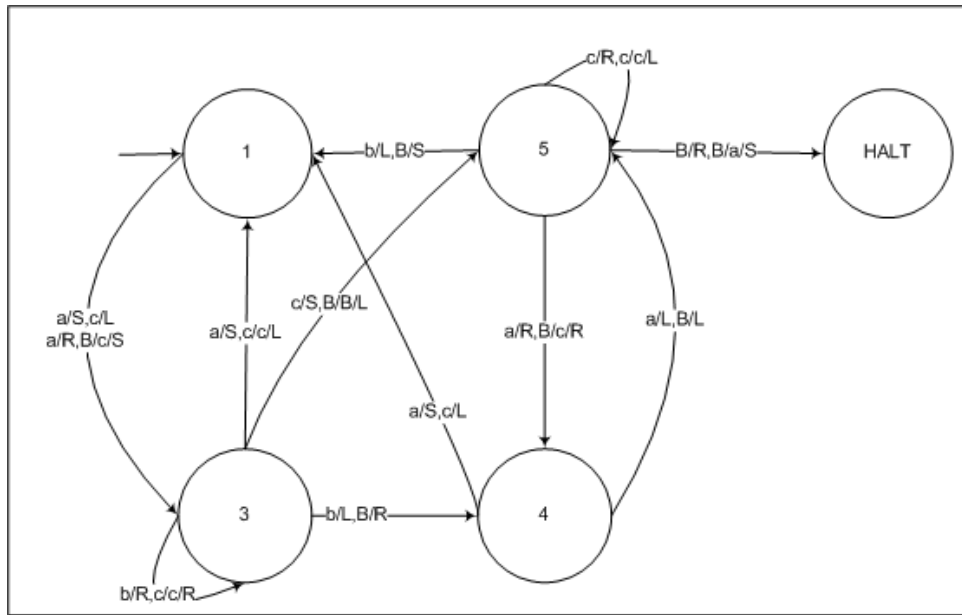 c/R,c/c/L
1
b/L,B/S
5
B/R,B/a/S
HALT
a/S,c/L
a/R,B/c/S
a/S,c/c/L
c/S,B/B/L
a/R,B/c/R
a/L,B/L
a/S,c/L
3
b/L,B/R
4
b/R,c/c/R